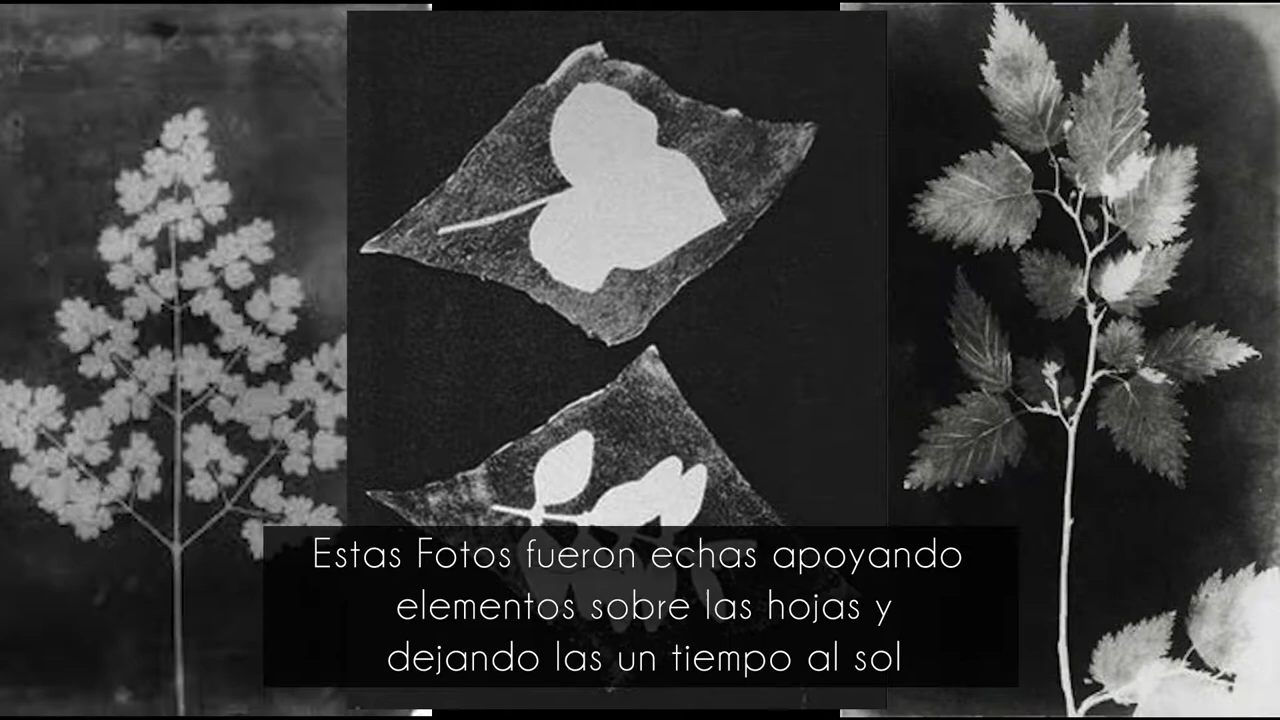 Estas Fotos fueron echas apoyando
elementos sobre las hojas y
dejando las un tiempo al sol